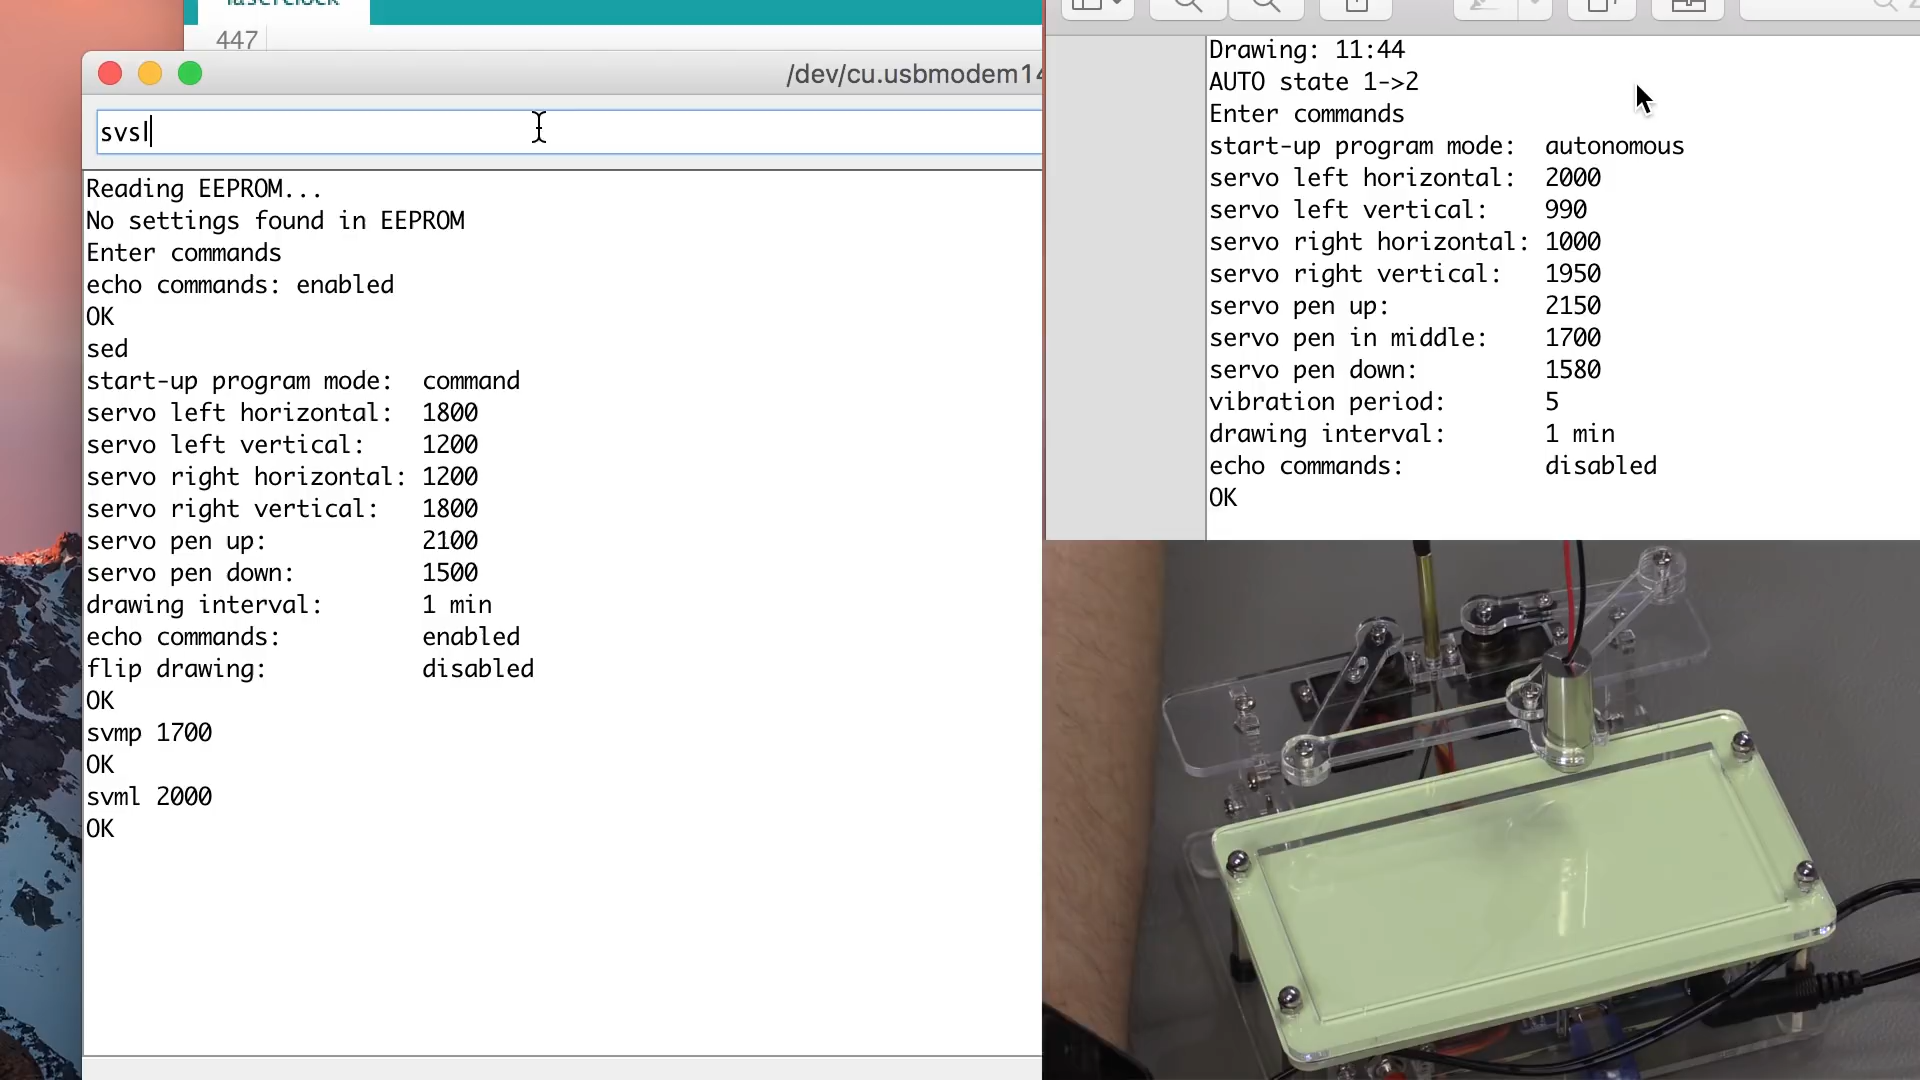 laserclock
447
/dev/cu.usbmodem14
svsl
Reading EEPROM...
No settings found in EEPROM
Enter commands
echo commands: enabled
OK
sed
start-up program mode:  command
servo left horizontal:  1800
servo left vertical:    1200
servo right horizontal: 1200
servo right vertical:   1800
servo pen up:           2100
servo pen down:         1500
drawing interval:       1 min
echo commands:          enabled
flip drawing:           disabled
OK
svmp 1700
OK
svml 2000
OK
Drawing: 11:44
AUTO state 1->2
Enter commands
start-up program mode:  autonomous
servo left horizontal:  2000
servo left vertical:    990
servo right horizontal: 1000
servo right vertical:   1950
servo pen up:           2150
servo pen in middle:    1700
servo pen down:         1580
vibration period:       5
drawing interval:       1 min
echo commands:          disabled
OK